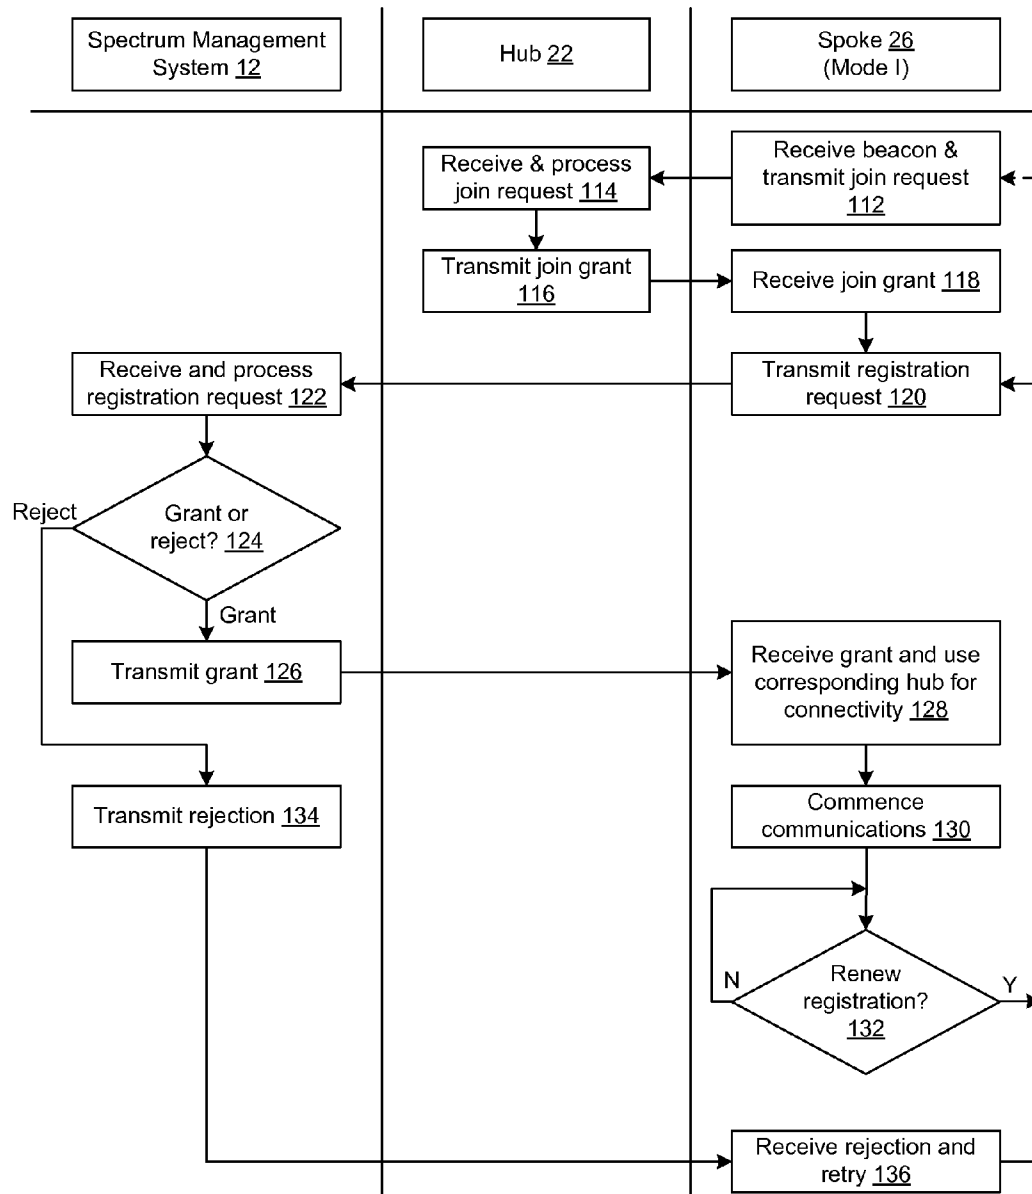 Spectrum Management
System 12
Hub 22
Spoke 26
(Mode I)
Receive beacon &
transmit join request
112
Receive & process
join request 114
Transmit join grant
116
Receive join grant 118
Transmit registration
request 120
Receive and process
registration request 122
Grant or
reject? 124
Reject
Grant
Transmit grant 126
Receive grant and use
corresponding hub for
connectivity 128
Commence
communications 130
Renew
registration?
132
N
Y
Transmit rejection 134
Receive rejection and
retry 136